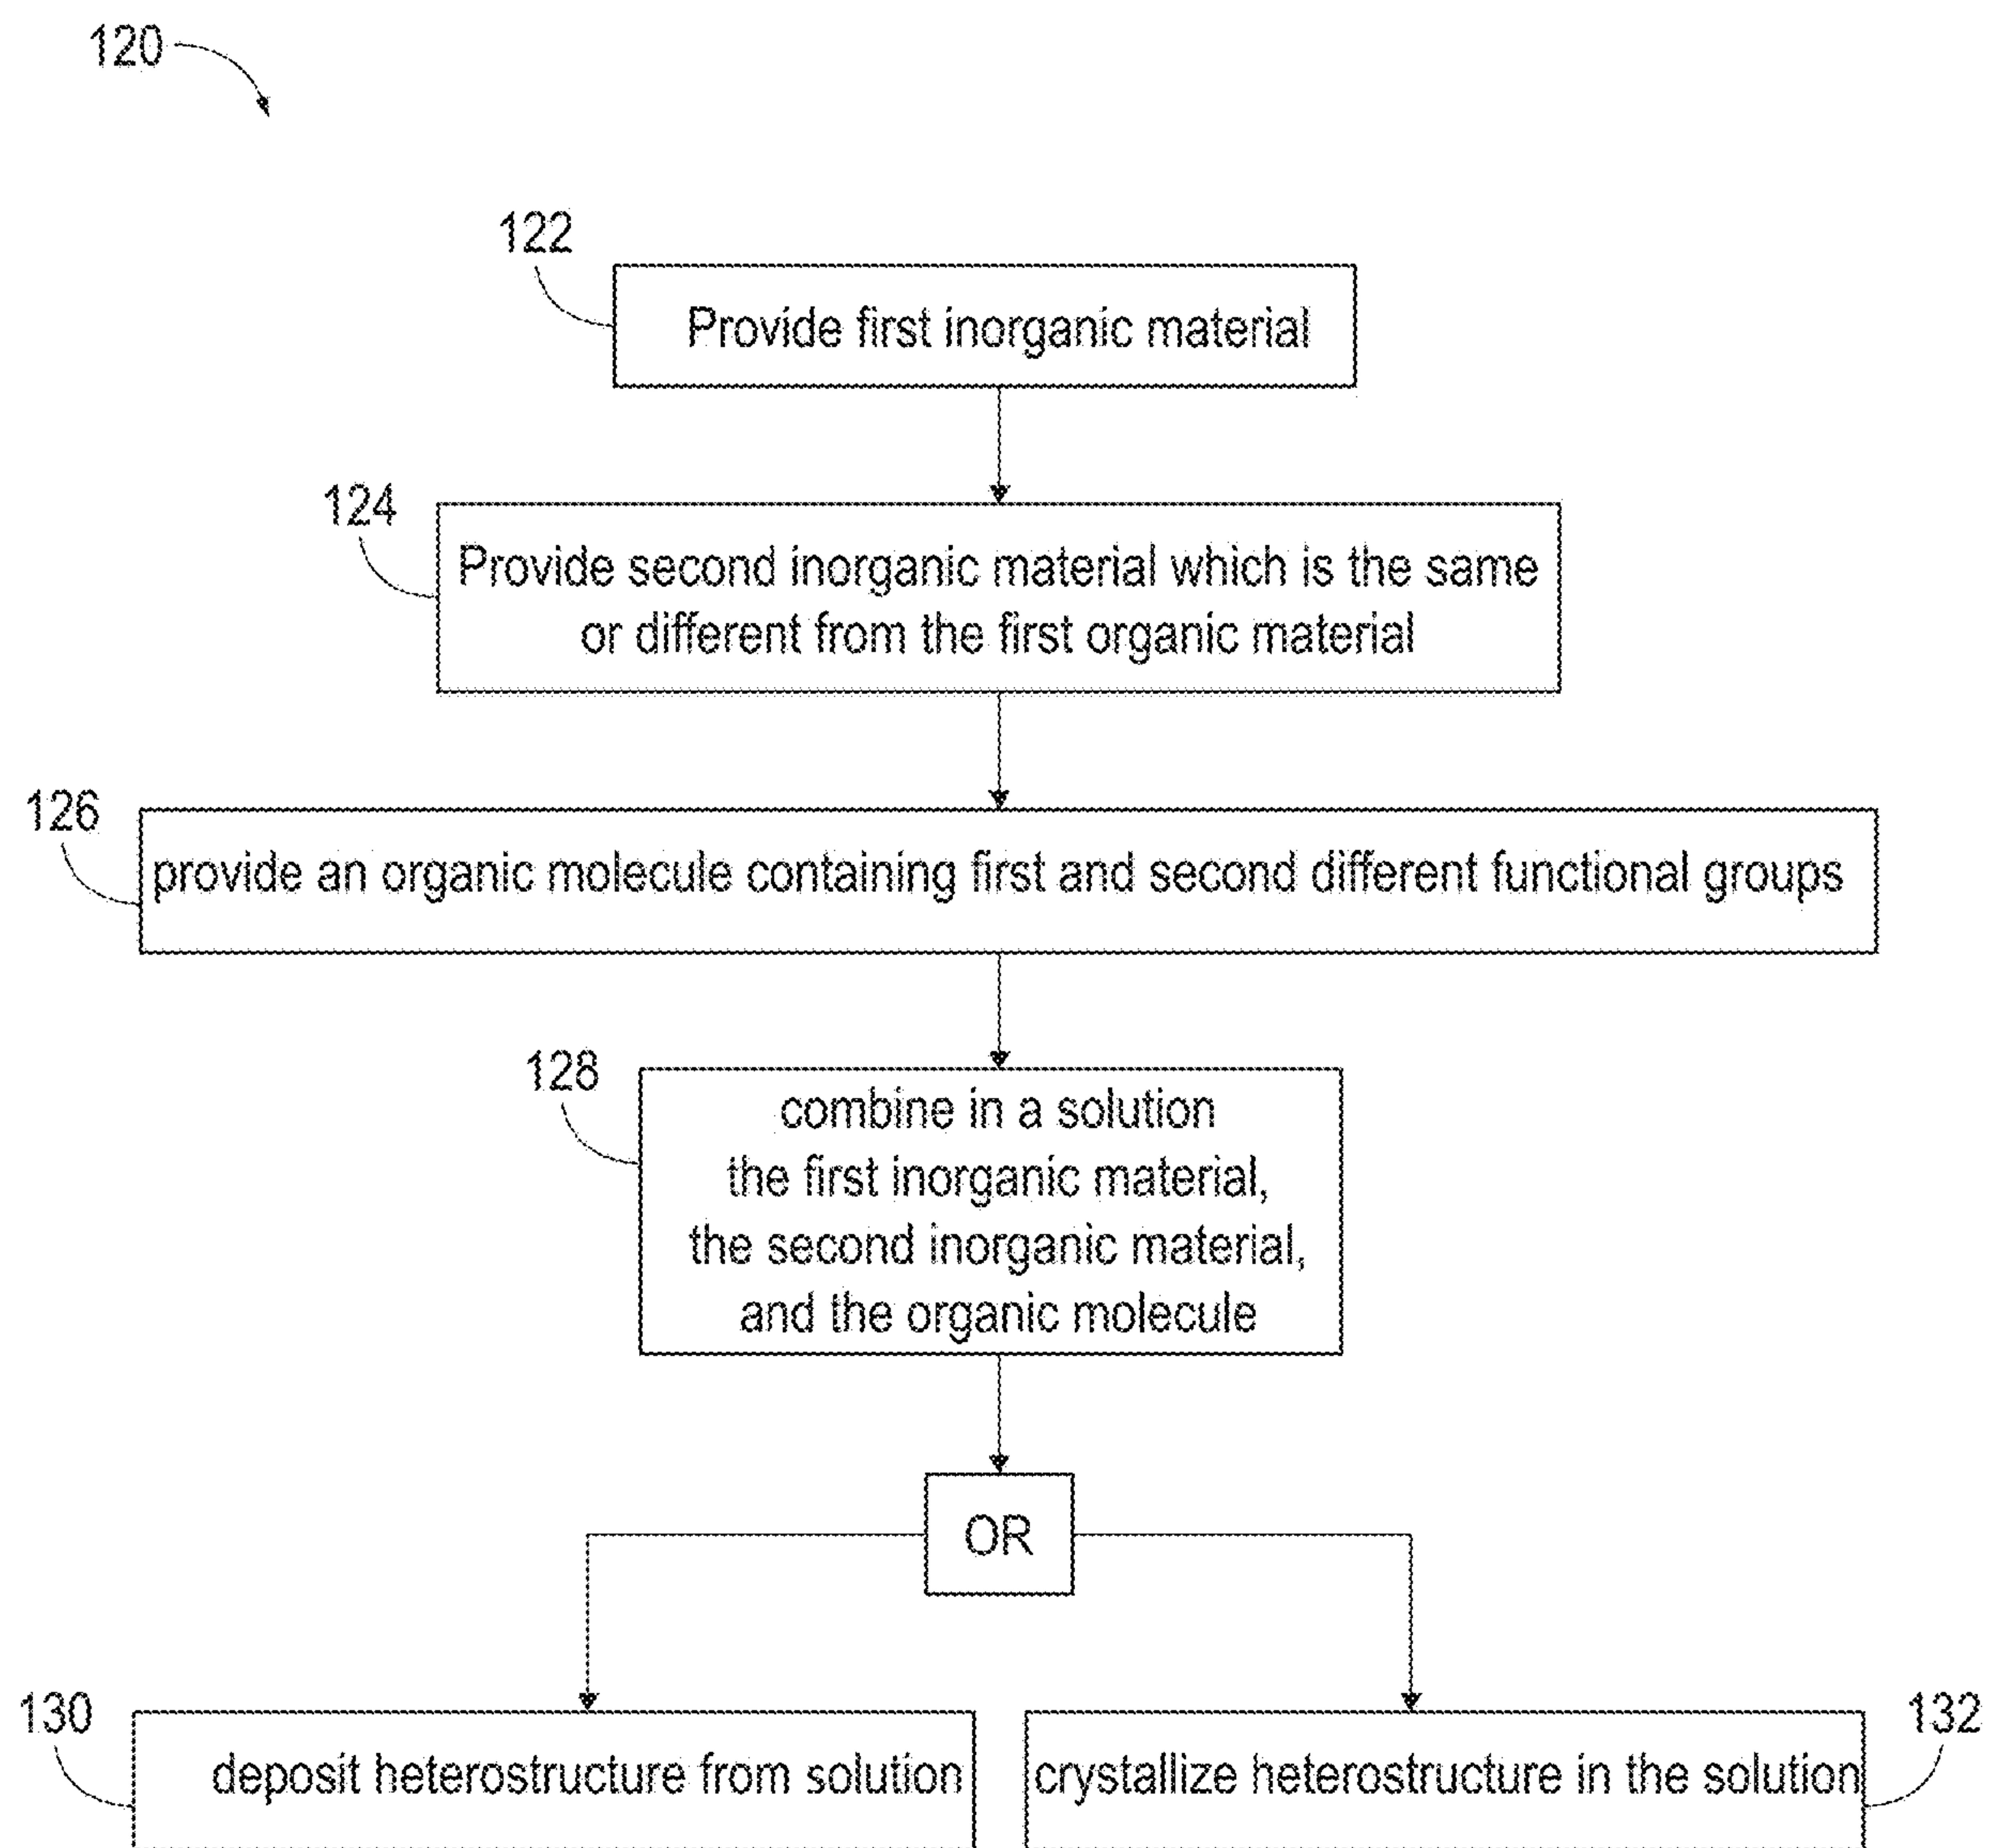 120
122
Provide first inorganic material
124
Provide second inorganic material which is the same
or different from the first organic material
126
provide an organic molecule containing first and second different functional groups
128
combine in a solution
the first inorganic material,
the second inorganic material,
and the organic molecule
OR
130
deposit heterostructure from solution
132
crystallize heterostructure in the solution